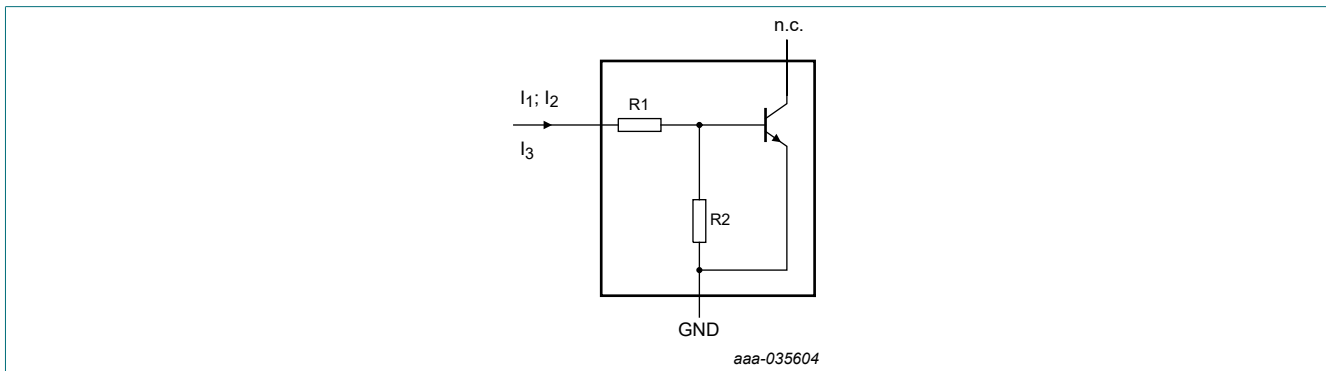 n.c.
I1; I2
R1
I3
R2
GND
aaa-035604